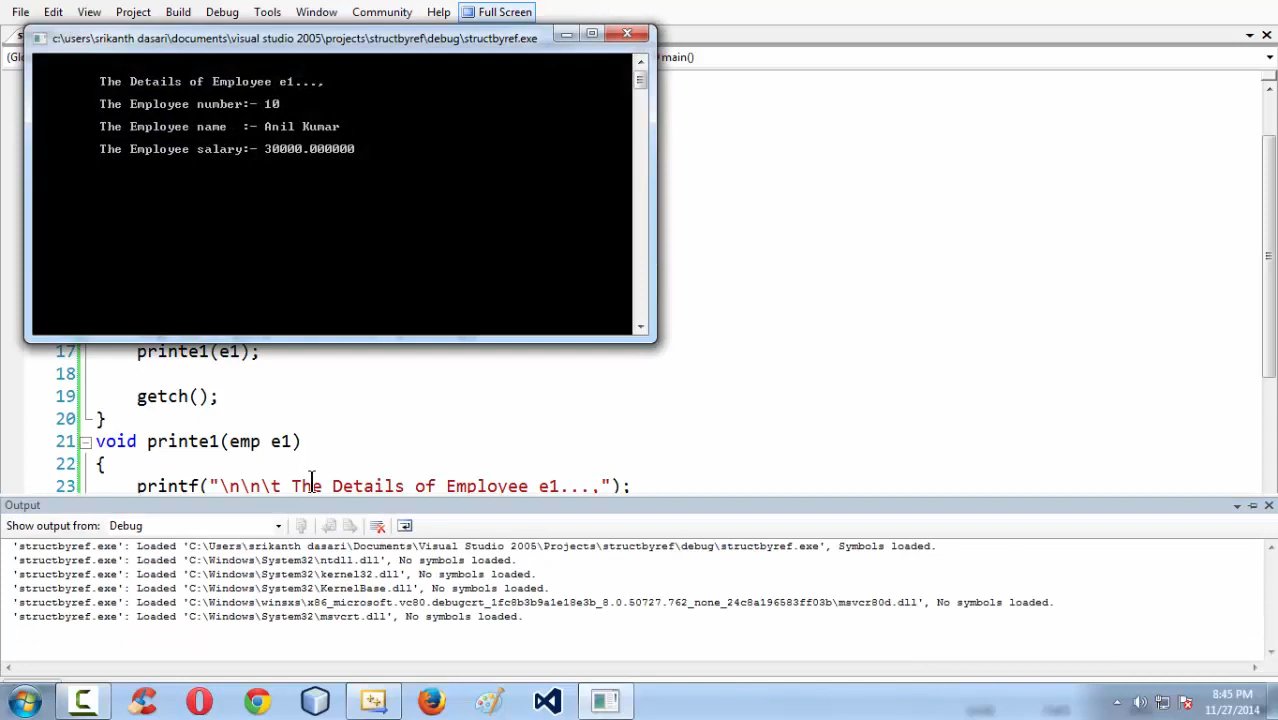 File Edit View Project Build Debug Tools Window Community Help Full Screen
c:\users\srikanth dasari\documents\visual studio 2005\projects\structbyref\debug\structbyref.exe
main()
The Details of Employee e1...,
The Employee number:- 10
The Employee name :- Anil Kumar
The Employee salary:- 30000.000000
17 printe1(e1);
18
19 getch();
20 }
21 void printe1(emp e1)
22 {
23 printf("\n\n\t The Details of Employee e1...,");
Output
Show output from: Debug
'structbyref.exe': Loaded 'C:\Users\srikanth dasari\Documents\Visual Studio 2005\Projects\structbyref\debug\structbyref.exe', Symbols loaded.
'structbyref.exe': Loaded 'C:\Windows\System32\ntdll.dll', No symbols loaded.
'structbyref.exe': Loaded 'C:\Windows\System32\kernel32.dll', No symbols loaded.
'structbyref.exe': Loaded 'C:\Windows\System32\KernelBase.dll', No symbols loaded.
'structbyref.exe': Loaded 'C:\Windows\winsxs\x86_microsoft.vc80.debugcrt_1fc8b3b9a1e18e3b_8.0.50727.762_none_24c8a196583ff03b\msvcr80d.dll', No symbols loaded.
'structbyref.exe': Loaded 'C:\Windows\System32\msvcrt.dll', No symbols loaded.
8:45 PM
11/27/2014